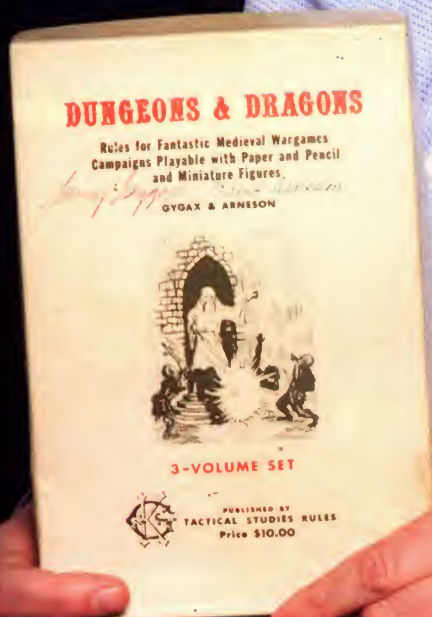 DUNGEONS & DRAGONS
Rules for Fantastic Medieval Wargames
Campaigns Playable with Paper and Pencil
and Miniature Figures
GYGAX & ARNESON
3-VOLUME SET
PUBLISHED BY
TACTICAL STUDIES RULES
Price $10.00